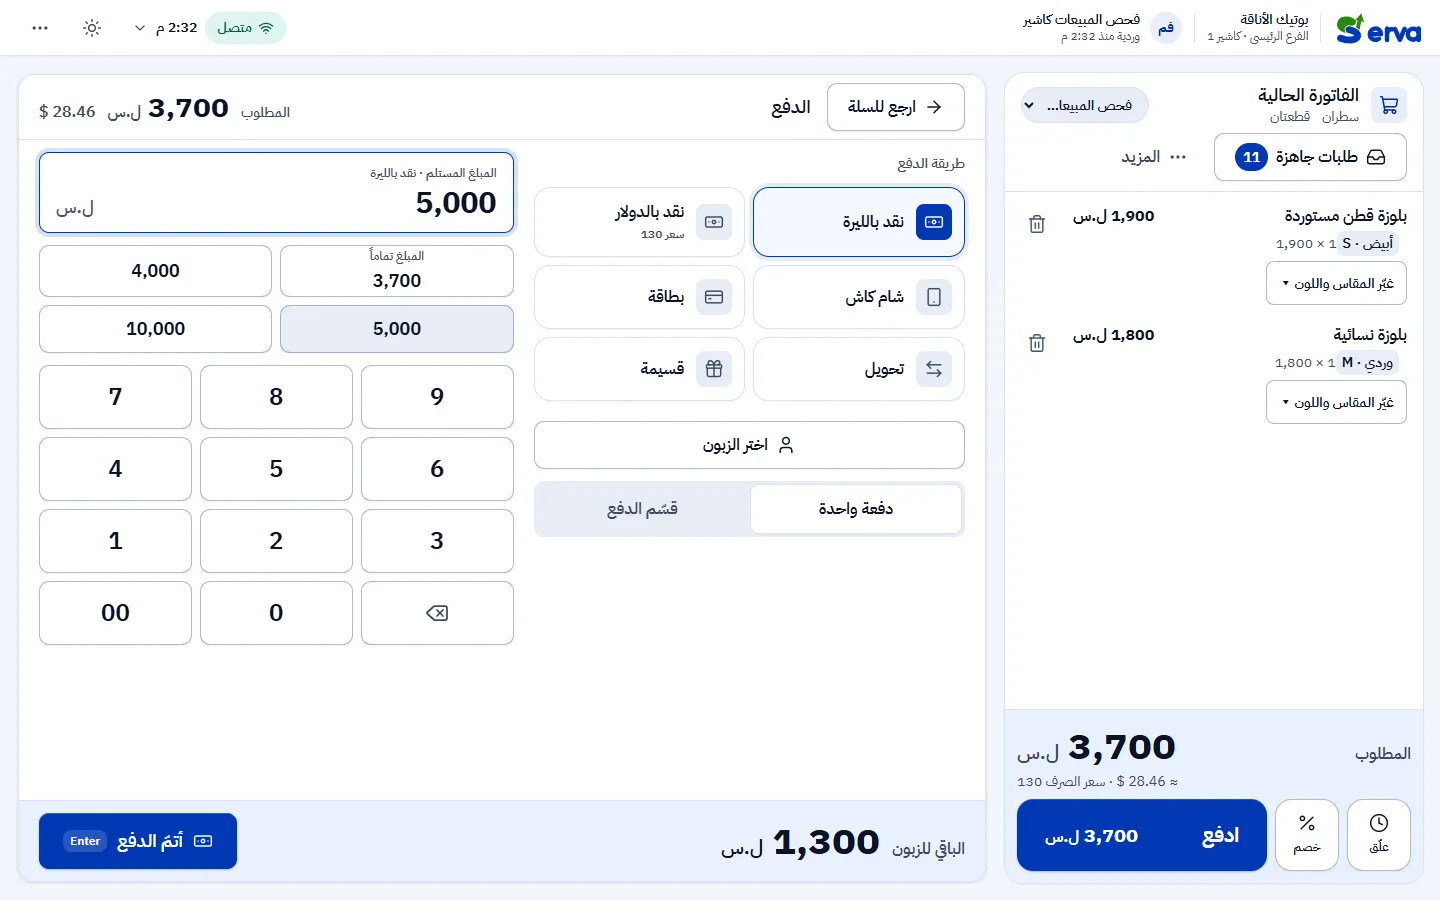 Serva
بوتيك الأناقة
الفرع الرئيسي · كاشير 1
فم
فحص المبيعات كاشير
وردية منذ 2:32 م
متصل
2:32 م
الفاتورة الحالية
سطران قطعتان
فحص المبيعا...
طلبات جاهزة 11
المزيد
بلوزة قطن مستوردة
1,900 ل.س
أبيض · S
1 × 1,900
غيّر المقاس واللون
بلوزة نسائية
1,800 ل.س
وردي · M
1 × 1,800
غيّر المقاس واللون
المطلوب
3,700 ل.س
≈ 28.46 $ · سعر الصرف 130
علّق
خصم
ادفع
3,700 ل.س
ارجع للسلة
الدفع
المطلوب 3,700 ل.س 28.46 $
طريقة الدفع
نقد بالليرة
نقد بالدولار
سعر 130
شام كاش
بطاقة
تحويل
قسيمة
اختر الزبون
دفعة واحدة
قسّم الدفع
المبلغ المستلم · نقد بالليرة
5,000
ل.س
المبلغ تماماً
3,700
4,000
5,000
10,000
7 8 9
4 5 6
1 2 3
00 0
الباقي للزبون 1,300 ل.س
أتمّ الدفع Enter